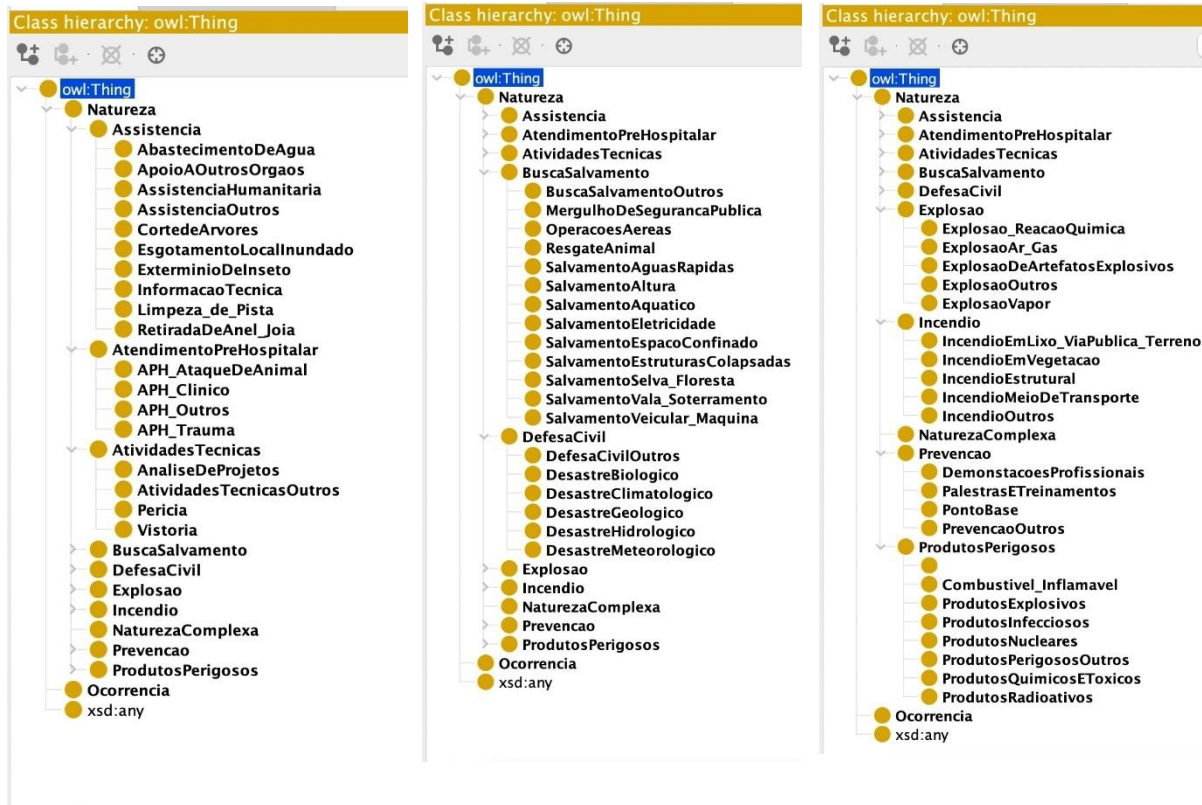 Class hierarchy: owl:Thing
owl:Thing
Natureza
Assistencia
AbastecimentoDeAgua
ApoioAOutrosOrgaos
AssistenciaHumanitaria
AssistenciaOutros
CortedeArvores
EsgotamentoLocalInundado
ExterminioDeInseto
InformacaoTecnica
Limpeza_de_Pista
RetiradaDeAnel_Joia
AtendimentoPreHospitalar
APH_AtaqueDeAnimal
APH_Clinico
APH_Outros
APH_Trauma
AtividadesTecnicas
AnaliseDeProjetos
AtividadesTecnicasOutros
Pericia
Vistoria
BuscaSalvamento
DefesaCivil
Explosao
Incendio
NaturezaComplexa
Prevencao
ProdutosPerigosos
Ocorrencia
xsd:any
Class hierarchy: owl:Thing
owl:Thing
Natureza
Assistencia
AtendimentoPreHospitalar
AtividadesTecnicas
BuscaSalvamento
BuscaSalvamentoOutros
MergulhoDeSegurancaPublica
OperacoesAereas
ResgateAnimal
SalvamentoAguasRapidas
SalvamentoAltura
SalvamentoAquatico
SalvamentoEletricidade
SalvamentoEspacoConfinado
SalvamentoEstruturasColapsadas
SalvamentoSelva_Floresta
SalvamentoVala_Soterramento
SalvamentoVeicular_Maquina
DefesaCivil
DefesaCivilOutros
DesastreBiologico
DesastreClimatologico
DesastreGeologico
DesastreHidrologico
DesastreMeteorologico
Explosao
Incendio
NaturezaComplexa
Prevencao
ProdutosPerigosos
Ocorrencia
xsd:any
Class hierarchy: owl:Thing
owl:Thing
Natureza
Assistencia
AtendimentoPreHospitalar
AtividadesTecnicas
BuscaSalvamento
DefesaCivil
Explosao
Explosao_ReacaoQuimica
ExplosaoAr_Gas
ExplosaoDeArtefatosExplosivos
ExplosaoOutros
ExplosaoVapor
Incendio
IncendioEmLixo_ViaPublica_Terreno
IncendioEmVegetacao
IncendioEstrutural
IncendioMeioDeTransporte
IncendioOutros
NaturezaComplexa
Prevencao
DemonstacoesProfissionais
PalestrasETreinamentos
PontoBase
PrevencaoOutros
ProdutosPerigosos
Combustivel_Inflamavel
ProdutosExplosivos
ProdutosInfecciosos
ProdutosNucleares
ProdutosPerigososOutros
ProdutosQuimicosEToxicos
ProdutosRadioativos
Ocorrencia
xsd:any